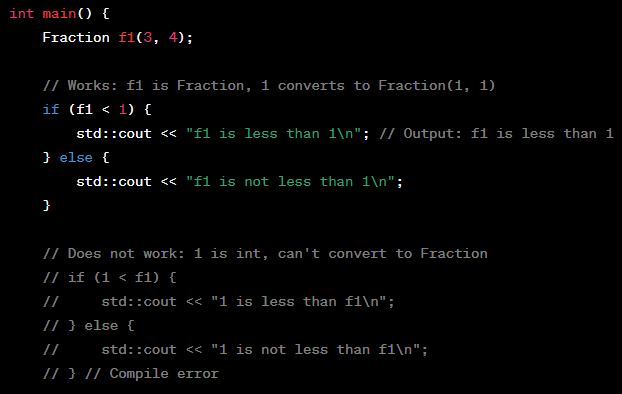 int main() {
    Fraction f1(3, 4);

    // Works: f1 is Fraction, 1 converts to Fraction(1, 1)
    if (f1 < 1) {
        std::cout << "f1 is less than 1\n"; // Output: f1 is less than 1
    } else {
        std::cout << "f1 is not less than 1\n";
    }

    // Does not work: 1 is int, can't convert to Fraction
    // if (1 < f1) {
    //     std::cout << "1 is less than f1\n";
    // } else {
    //     std::cout << "1 is not less than f1\n";
    // } // Compile error